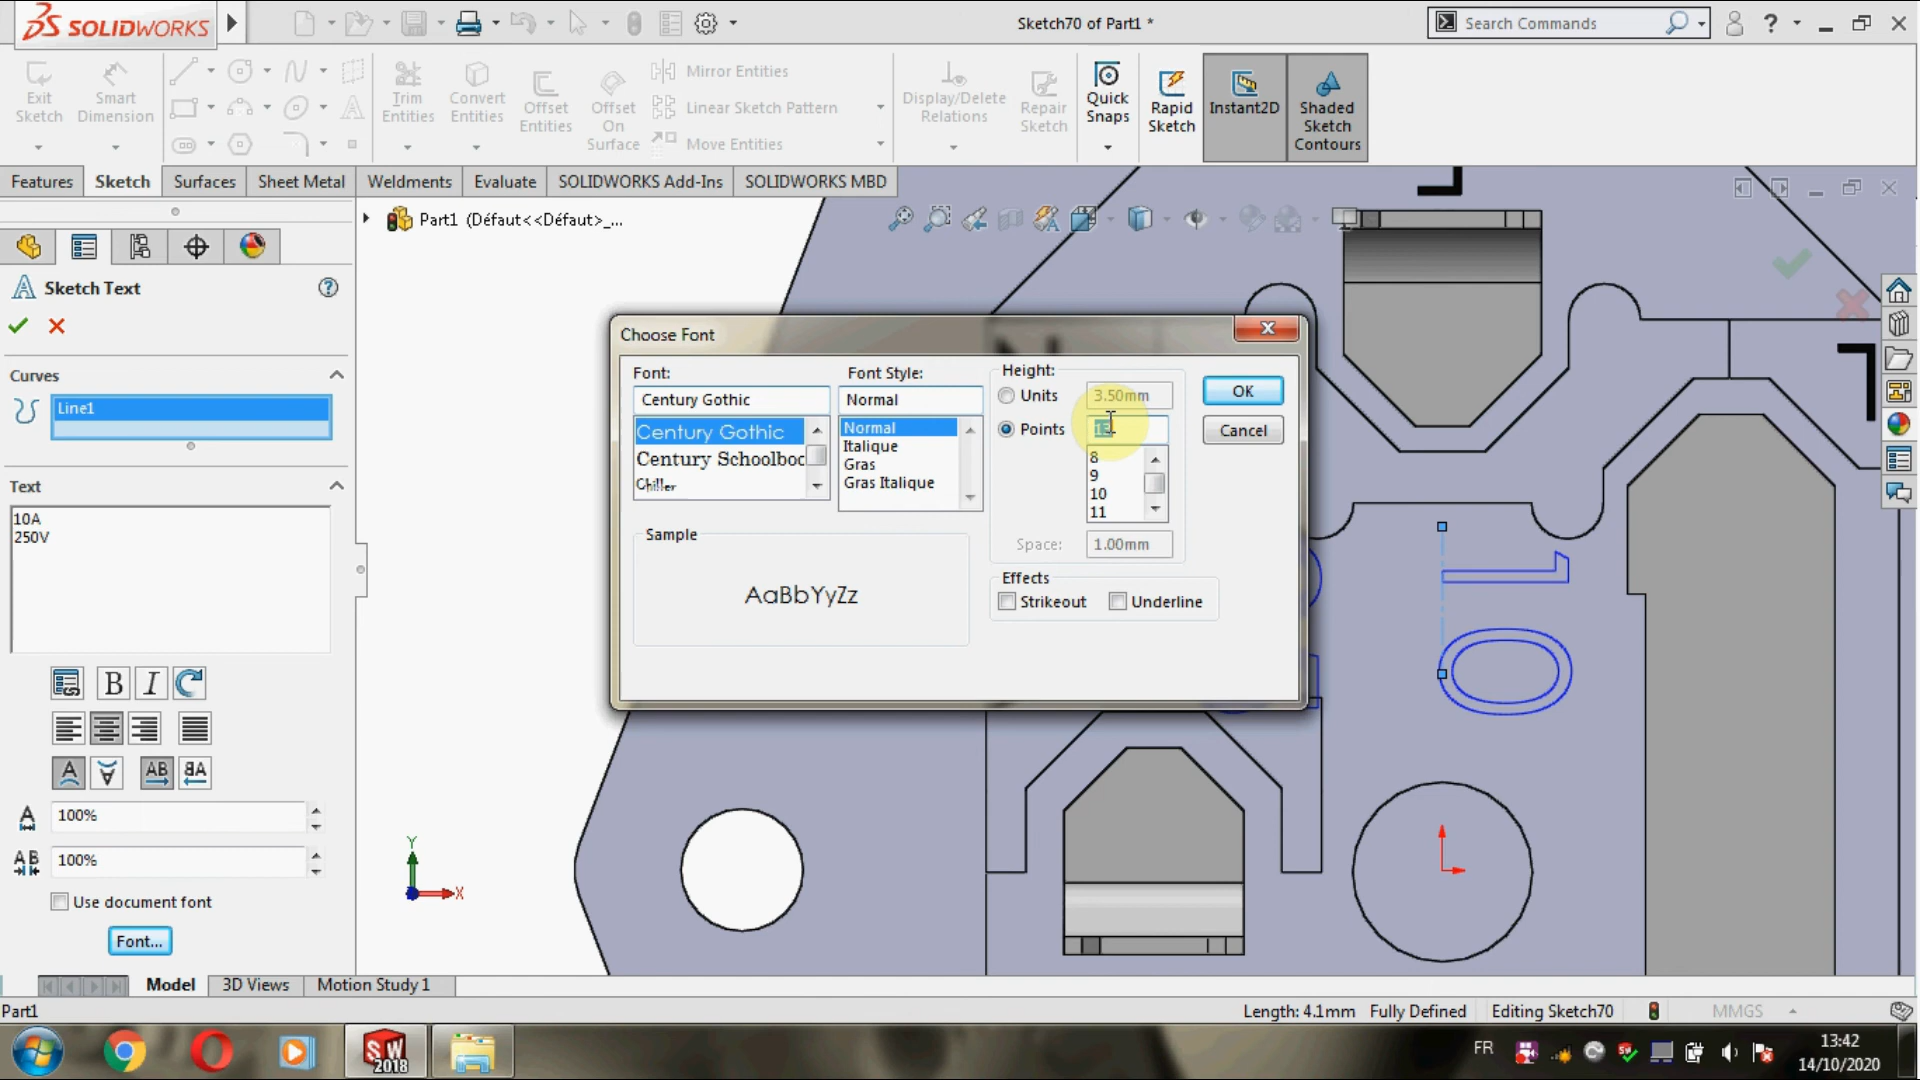 SOLIDWORKS
Sketch70 of Part1 *
Search Commands
?
Exit Sketch
Smart Dimension
Trim Entities
Convert Entities
Offset Entities
Offset On Surface
Mirror Entities
Linear Sketch Pattern
Move Entities
Display/Delete Relations
Repair Sketch
Quick Snaps
Rapid Sketch
Instant2D
Shaded Sketch Contours
Features
Sketch
Surfaces
Sheet Metal
Weldments
Evaluate
SOLIDWORKS Add-Ins
SOLIDWORKS MBD
Part1 (Défaut<<Défaut>_...
Sketch Text
?
Curves
Line1
Text
10A
250V
B
I
A
AB
100%
A B
100%
Use document font
Font...
Choose Font
Font:
Century Gothic
Century Gothic
Century Schoolboc
Chiller
Font Style:
Normal
Normal
Italique
Gras
Gras Italique
Height:
Units
3.50mm
Points
8
9
10
11
Space:
1.00mm
OK
Cancel
Sample
AaBbYyZz
Effects
Strikeout
Underline
10
Y
X
Model
3D Views
Motion Study 1
Part1
Length: 4.1mm
Fully Defined
Editing Sketch70
MMGS
SW
2018
FR
13:42
14/10/2020